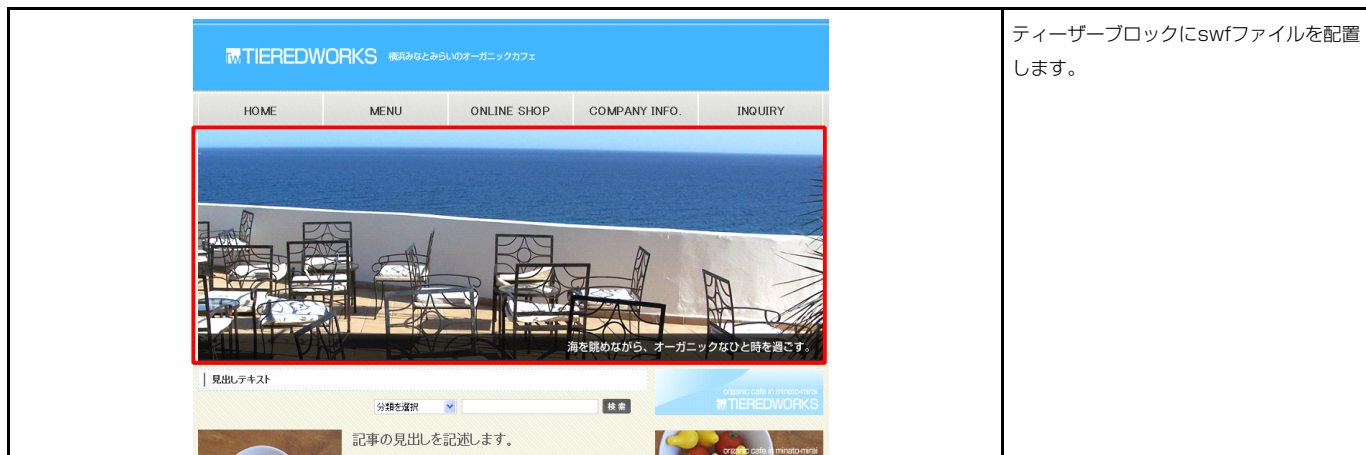 TW TIEREDWORKS 横浜みなとみらいのオーガニックカフェ
HOME MENU ONLINE SHOP COMPANY INFO. INQUIRY
海を眺めながら、オーガニックなひと時を過ごす。
見出しテキスト
organic cafe in minato-mirai
TW TIEREDWORKS
分類を選択 検索
記事の見出しを記述します。
organic cafe in minato-mirai
ティーザーブロックにswfファイルを配置
します。